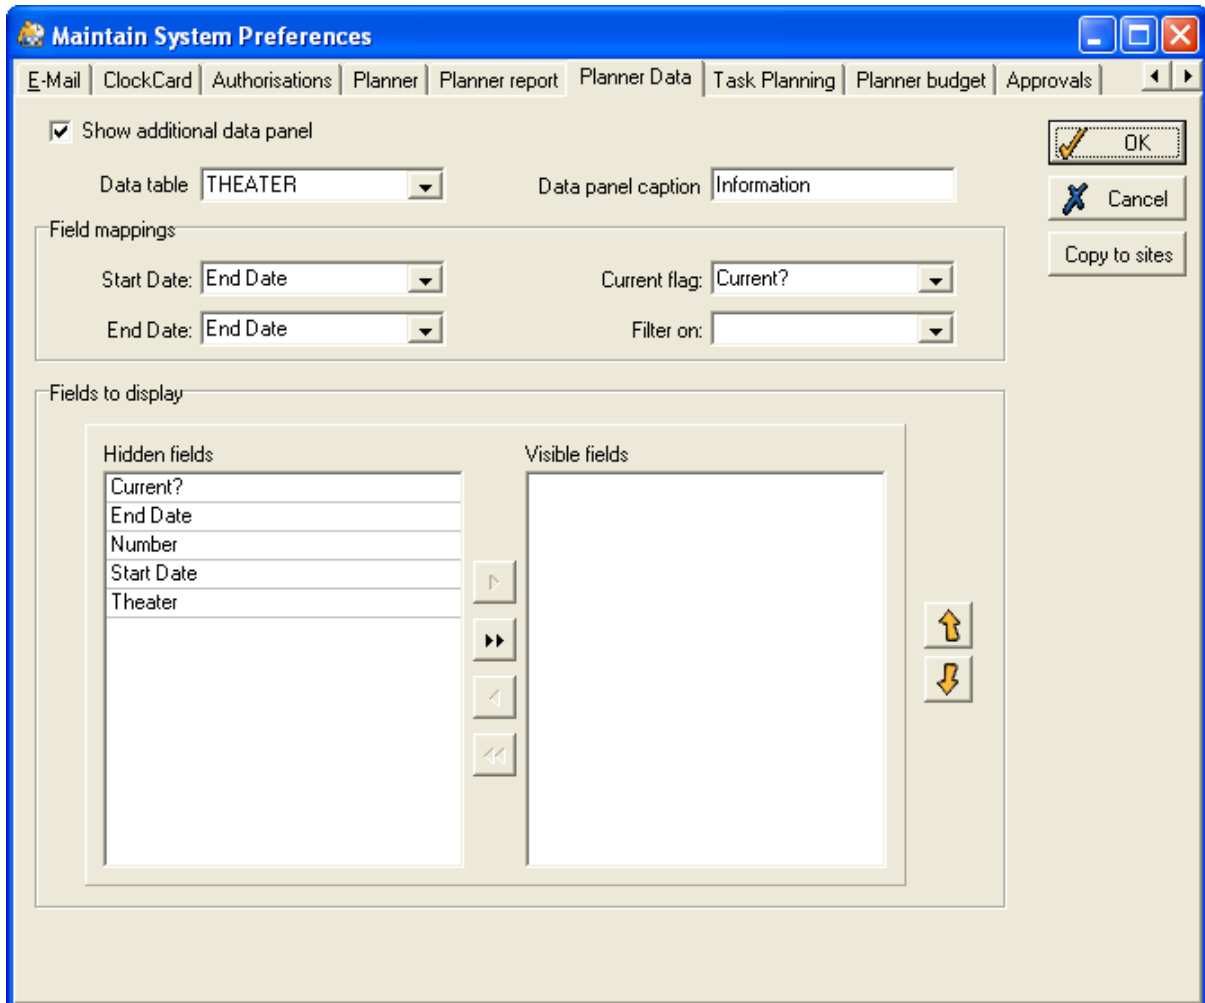 Maintain System Preferences
E-Mail ClockCard Authorisations Planner Planner report Planner Data Task Planning Planner budget Approvals
Show additional data panel
OK
Data table THEATER Data panel caption Information
Cancel
Field mappings
Copy to sites
Start Date: End Date Current flag: Current?
End Date: End Date Filter on:
Fields to display
Hidden fields Visible fields
Current?
End Date
Number
Start Date
Theater